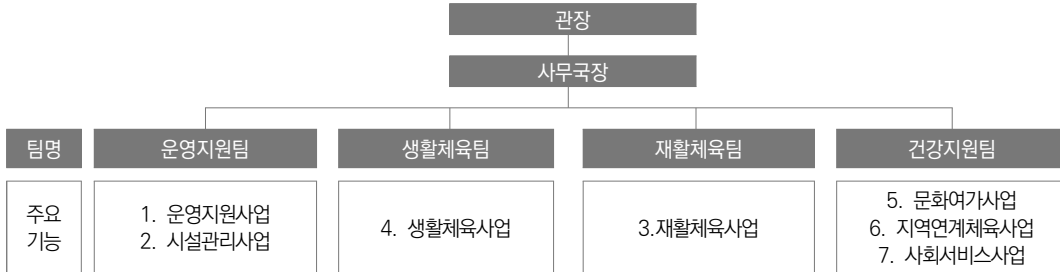 관장
사무국장
팀명
운영지원팀
생활체육팀
재활체육팀
건강지원팀
주요
기능
1. 운영지원사업
2. 시설관리사업
4. 생활체육사업
3.재활체육사업
5. 문화여가사업
6. 지역연계체육사업
7. 사회서비스사업